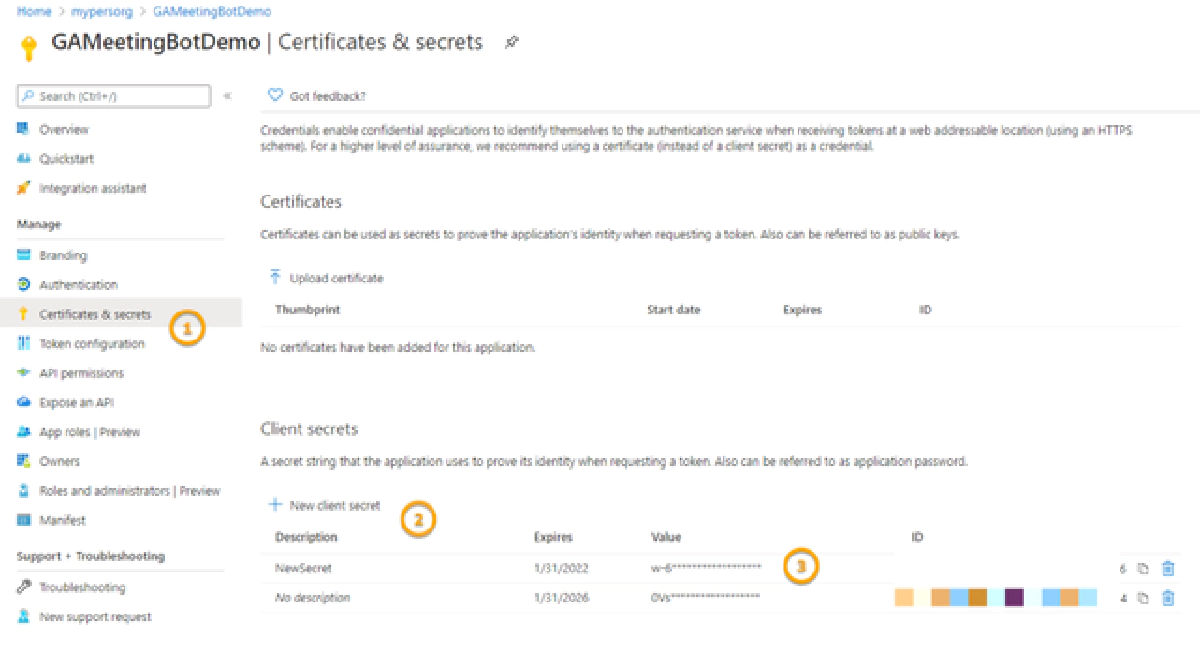 Home > mypersorg > GAMeetingBotDemo
GAMeetingBotDemo | Certificates & secrets
Search (Ctrl+/)
«
Got feedback?
Overview
Quickstart
Integration assistant
Manage
Branding
Authentication
Certificates & secrets
1
Token configuration
API permissions
Expose an API
App roles | Preview
Owners
Roles and administrators | Preview
Manifest
Support + Troubleshooting
Troubleshooting
New support request
Credentials enable confidential applications to identify themselves to the authentication service when receiving tokens at a web addressable location (using an HTTPS
scheme). For a higher level of assurance, we recommend using a certificate (instead of a client secret) as a credential.
Certificates
Certificates can be used as secrets to prove the application's identity when requesting a token. Also can be referred to as public keys.
Upload certificate
Thumbprint Start date Expires ID
No certificates have been added for this application.
Client secrets
A secret string that the application uses to prove its identity when requesting a token. Also can be referred to as application password.
New client secret
2
Description Expires Value ID
NewSecret 1/31/2022 w-6******************* 3 6
No description 1/31/2026 0Vs******************* 4